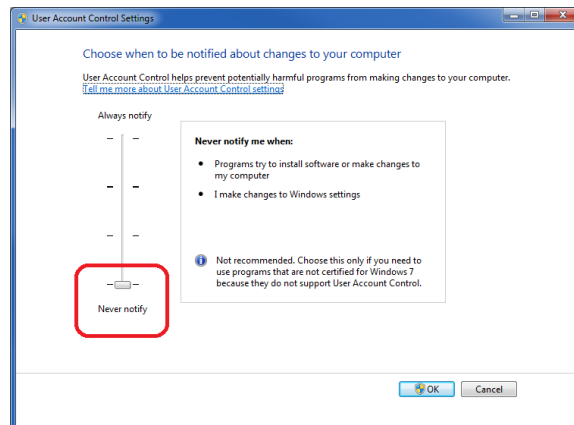 User Account Control Settings
Choose when to be notified about changes to your computer
User Account Control helps prevent potentially harmful programs from making changes to your computer.
Tell me more about User Account Control settings
Always notify
Never notify me when:
Programs try to install software or make changes to
my computer
I make changes to Windows settings
Not recommended. Choose this only if you need to
use programs that are not certified for Windows 7
because they do not support User Account Control.
Never notify
OK
Cancel